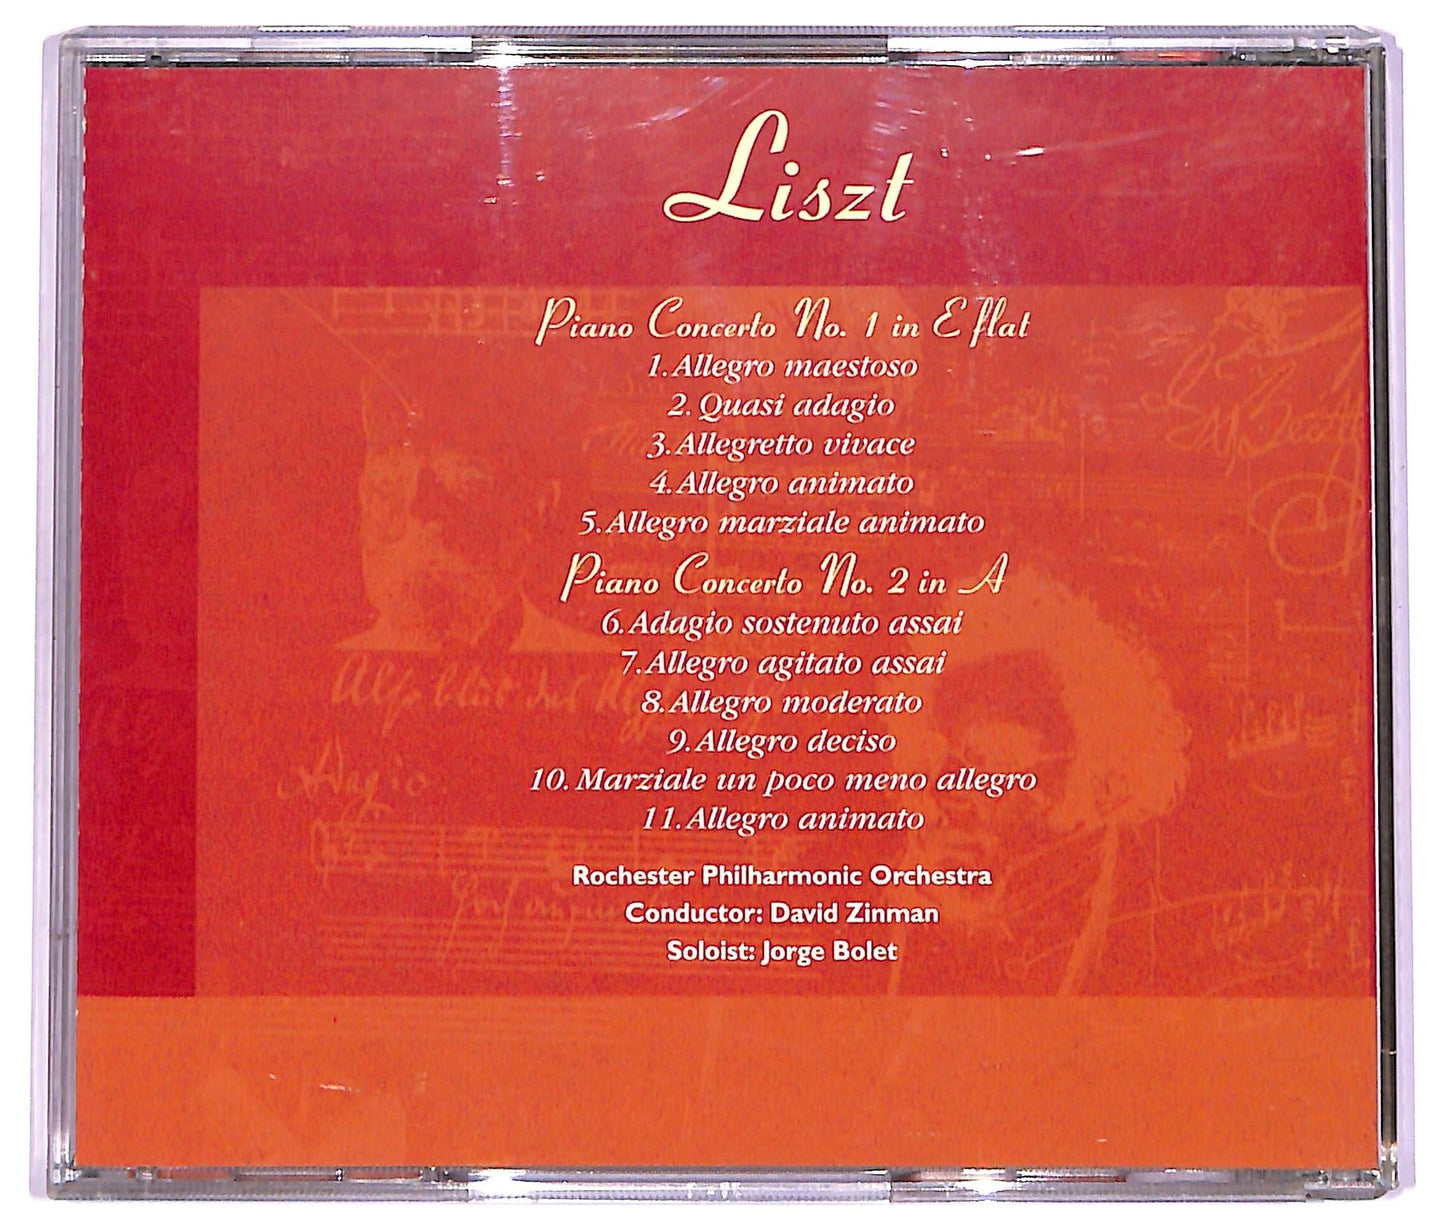 Liszt
Piano Concerto No. 1 in E flat
1. Allegro maestoso
2. Quasi adagio
3. Allegretto vivace
4. Allegro animato
5. Allegro marziale animato
Piano Concerto No. 2 in A
6. Adagio sostenuto assai
7. Allegro agitato assai
8. Allegro moderato
9. Allegro deciso
10. Marziale un poco meno allegro
11. Allegro animato
Rochester Philharmonic Orchestra
Conductor: David Zinman
Soloist: Jorge Bolet